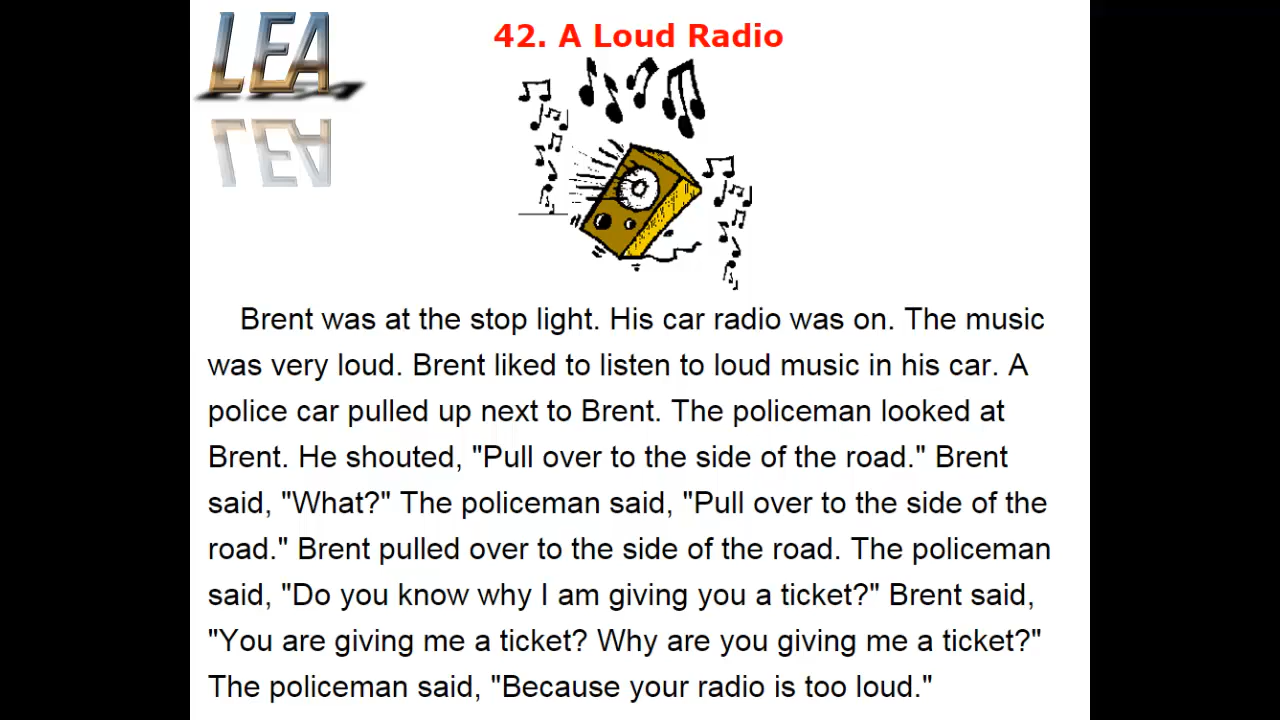 LEA
42. A Loud Radio
Brent was at the stop light. His car radio was on. The music
was very loud. Brent liked to listen to loud music in his car. A
police car pulled up next to Brent. The policeman looked at
Brent. He shouted, "Pull over to the side of the road." Brent
said, "What?" The policeman said, "Pull over to the side of the
road." Brent pulled over to the side of the road. The policeman
said, "Do you know why I am giving you a ticket?" Brent said,
"You are giving me a ticket? Why are you giving me a ticket?"
The policeman said, "Because your radio is too loud."